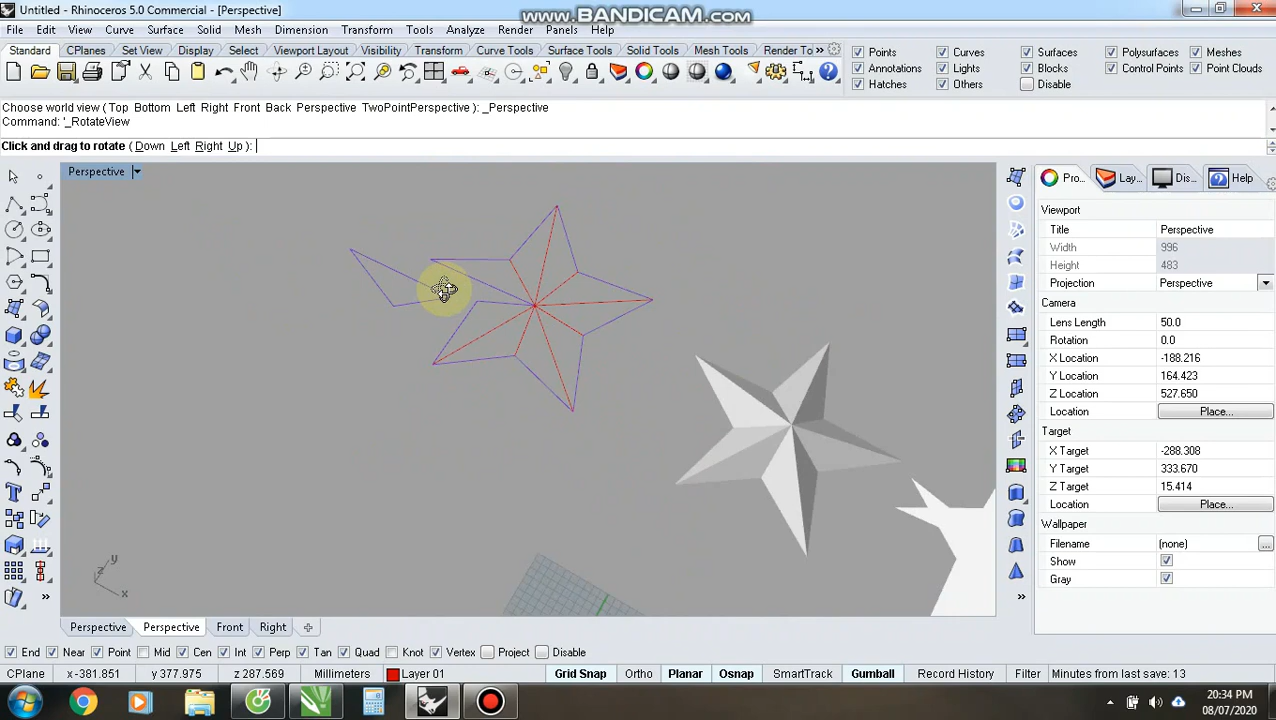 Untitled - Rhinoceros 5.0 Commercial - [Perspective]
www.BANDICAM.com
File Edit View Curve Surface Solid Mesh Dimension Transform Tools Analyze Render Panels Help
Standard CPlanes Set View Display Select Viewport Layout Visibility Transform Curve Tools Surface Tools Solid Tools Mesh Tools Render To »
Points Curves Surfaces Polysurfaces Meshes
Annotations Lights Blocks Control Points Point Clouds
Hatches Others Disable
Choose world view ( Top Bottom Left Right Front Back Perspective TwoPointPerspective ): _Perspective
Command: '_RotateView
Click and drag to rotate ( Down Left Right Up ):
Perspective
Pro... Lay... Dis... Help
Viewport
Title Perspective
Width 996
Height 483
Projection Perspective
Camera
Lens Length 50.0
Rotation 0.0
X Location -188.216
Y Location 164.423
Z Location 527.650
Location Place...
Target
X Target -288.308
Y Target 333.670
Z Target 15.414
Location Place...
Wallpaper
Filename (none) ...
Show
Gray
z y x
Perspective Perspective Front Right
End Near Point Mid Cen Int Perp Tan Quad Knot Vertex Project Disable
CPlane x-381.851 y 377.975 z 287.569 Millimeters Layer 01 Grid Snap Ortho Planar Osnap SmartTrack Gumball Record History Filter Minutes from last save: 13
20:34 PM
08/07/2020